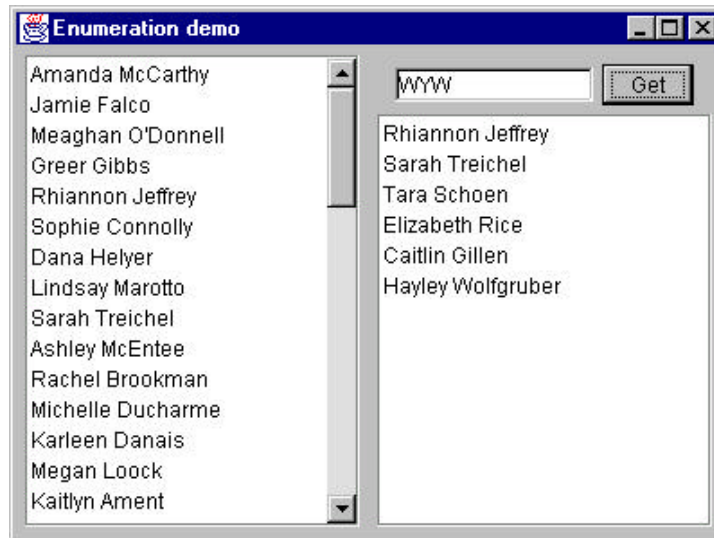 Enumeration demo
Amanda McCarthy
Jamie Falco
Meaghan O'Donnell
Greer Gibbs
Rhiannon Jeffrey
Sophie Connolly
Dana Helyer
Lindsay Marotto
Sarah Treichel
Ashley McEntee
Rachel Brookman
Michelle Ducharme
Karleen Danais
Megan Loock
Kaitlyn Ament
WYW
Get
Rhiannon Jeffrey
Sarah Treichel
Tara Schoen
Elizabeth Rice
Caitlin Gillen
Hayley Wolfgruber